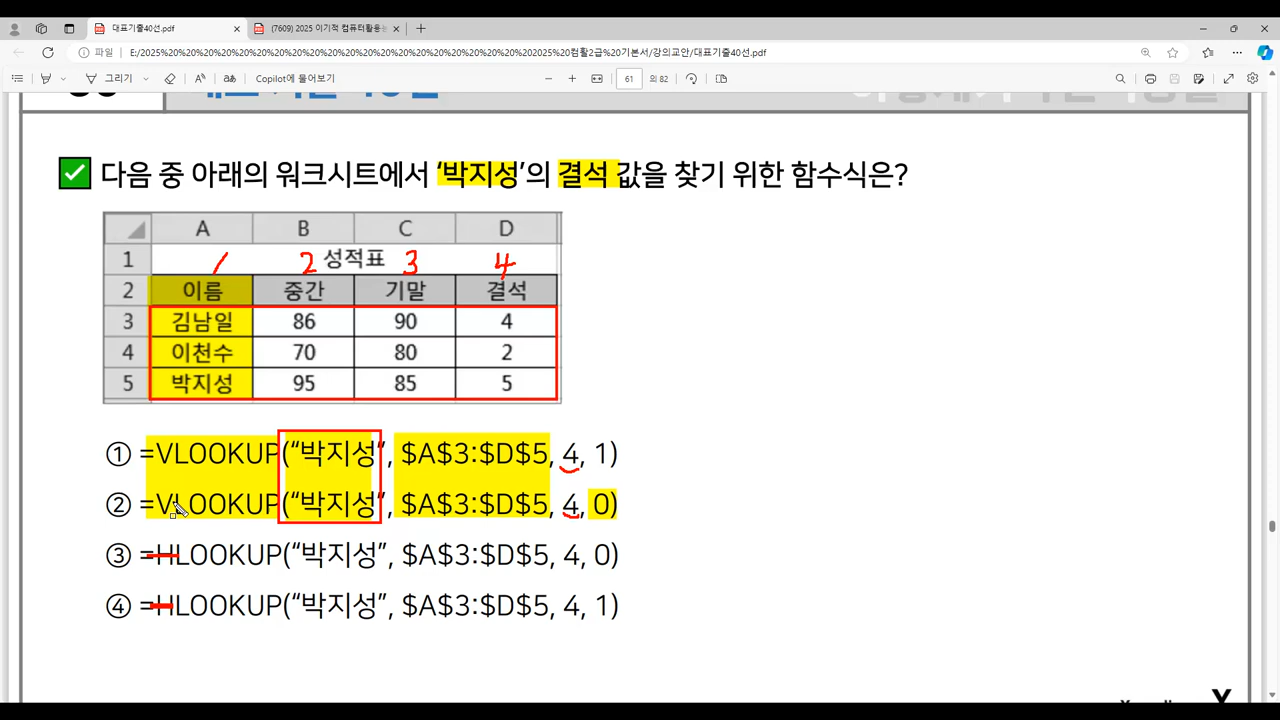 대표기출40선.pdf
(7609) 2025 이기적 컴퓨터활용능
파일
E:/2025%20%20%20%20%20%20%20%20%20%20%20%20%20%202025%20컴활2급%20기본서/강의교안/대표기출40선.pdf
그리기
Copilot에 물어보기
61
의 82
다음 중 아래의 워크시트에서 ‘박지성’의 결석 값을 찾기 위한 함수식은?
A B C D
1 성적표
1 2 3 4
2 이름 중간 기말 결석
3 김남일 86 90 4
4 이천수 70 80 2
5 박지성 95 85 5
① =VLOOKUP(“박지성”, $A$3:$D$5, 4, 1)
② =VLOOKUP(“박지성”, $A$3:$D$5, 4, 0)
③ =HLOOKUP(“박지성”, $A$3:$D$5, 4, 0)
④ =HLOOKUP(“박지성”, $A$3:$D$5, 4, 1)